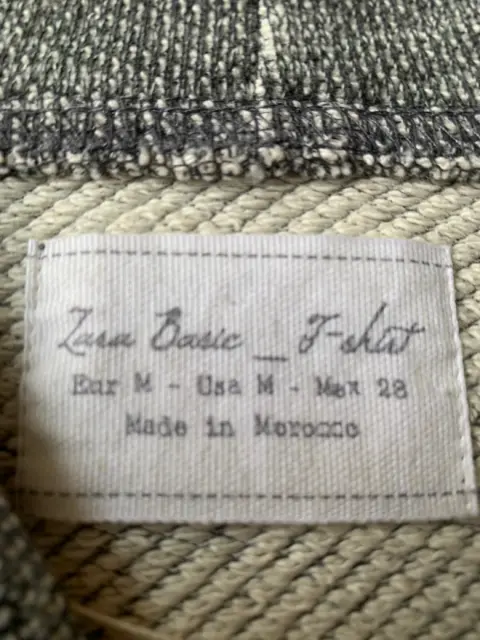 Zara Basic _ T-shirt
Eur M - Usa M - Mex 28
Made in Morocco